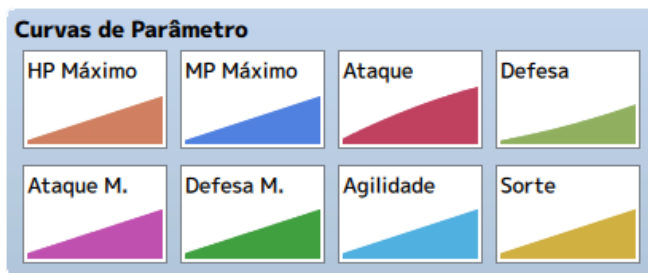 Curvas de Parâmetro
HP Máximo
MP Máximo
Ataque
Defesa
Ataque M.
Defesa M.
Agilidade
Sorte